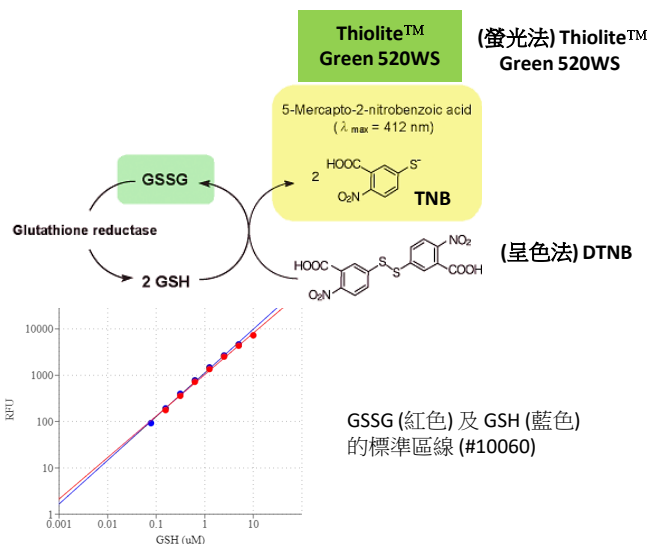 Thiolite™
Green 520WS
(螢光法) Thiolite™
Green 520WS
5-Mercapto-2-nitrobenzoic acid
( λ max = 412 nm)
HOOC
S⁻
2
O₂N
TNB
GSSG
Glutathione reductase
2 GSH
NO₂
HOOC
S
S
COOH
O₂N
(呈色法) DTNB
10000
1000
100
10
1
RFU
0.001
0.01
0.1
1
10
GSH (uM)
GSSG (紅色) 及 GSH (藍色)
的標準區線 (#10060)